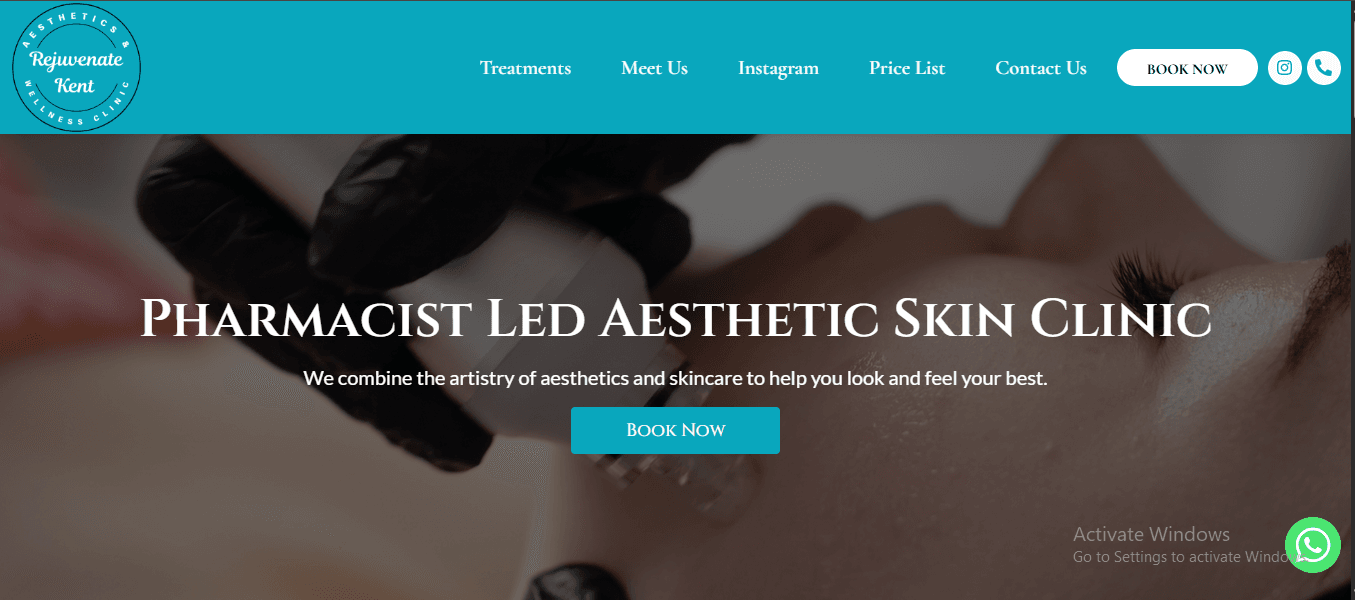 AESTHETICS &
Rejuvenate
Kent
WELLNESS CLINIC
Treatments
Meet Us
Instagram
Price List
Contact Us
BOOK NOW
Pharmacist Led Aesthetic Skin Clinic
We combine the artistry of aesthetics and skincare to help you look and feel your best.
Book Now
Activate Windows
Go to Settings to activate Windows.